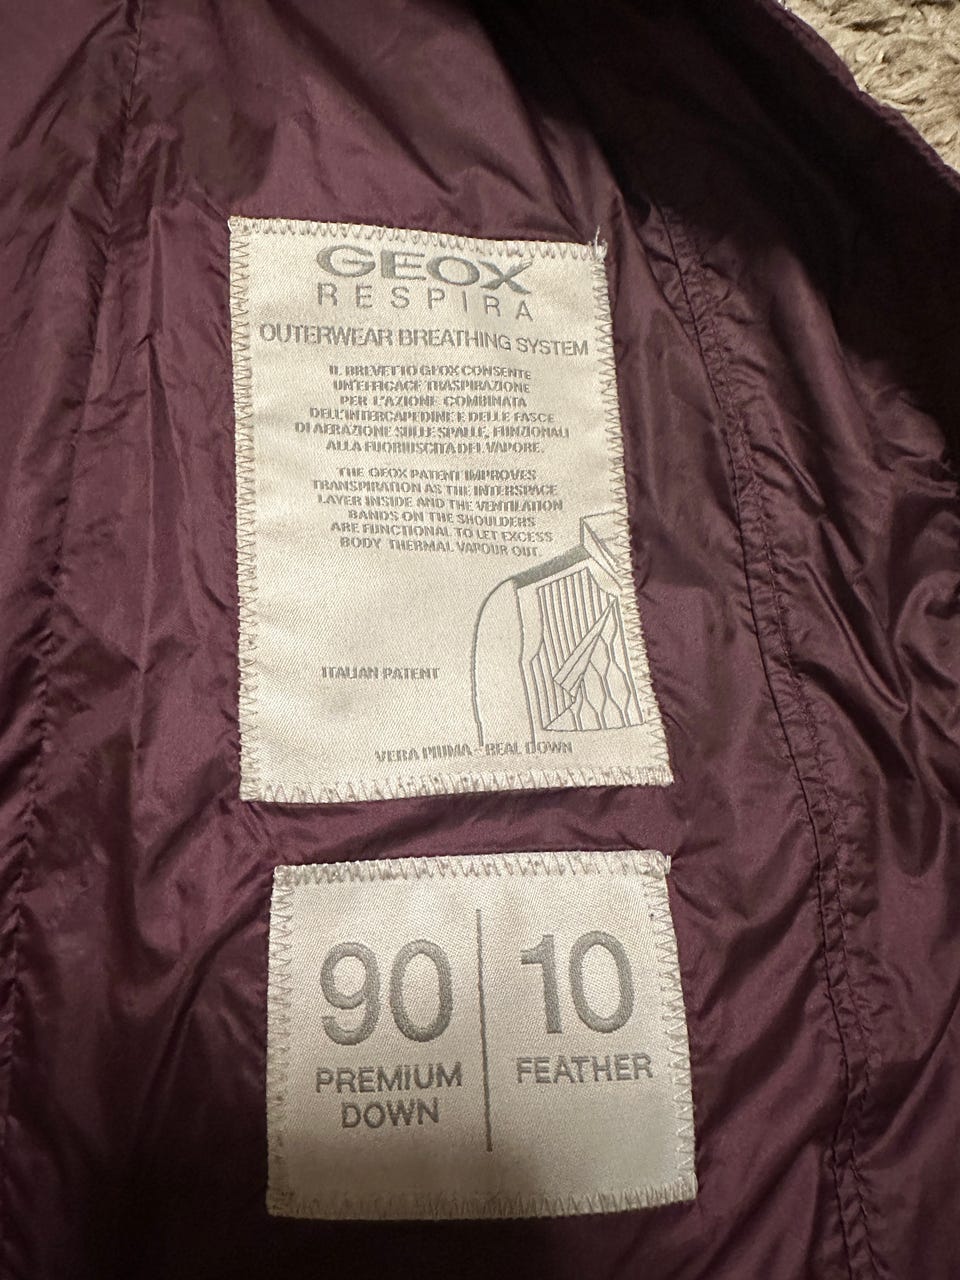 GEOX
RESPIRA
OUTERWEAR BREATHING SYSTEM
IL BREVETTO GEOX CONSENTE
UN'EFFICACE TRASPIRAZIONE
PER L'AZIONE COMBINATA
DELL'INTERCAPEDINE E DELLE FASCE
DI AERAZIONE SULLE SPALLE, FUNZIONALI
ALLA FUORIUSCITA DEL VAPORE.
THE GEOX PATENT IMPROVES
TRANSPIRATION AS THE INTERSPACE
LAYER INSIDE AND THE VENTILATION
BANDS ON THE SHOULDERS
ARE FUNCTIONAL TO LET EXCESS
BODY THERMAL VAPOUR OUT.
ITALIAN PATENT
VERA PIUMA - REAL DOWN
90
PREMIUM
DOWN
10
FEATHER